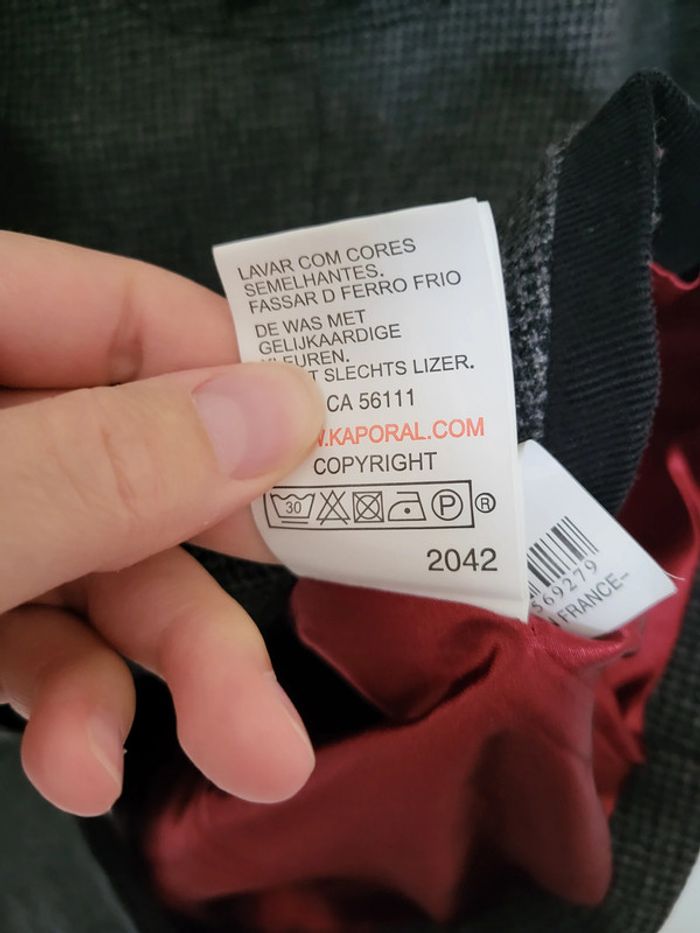 LAVAR COM CORES
SEMELHANTES.
FASSAR D FERRO FRIO
DE WAS MET
GELIJKAARDIGE
KLEUREN.
T SLECHTS LIZER.
CA 56111
W.KAPORAL.COM
COPYRIGHT
30 P ®
2042
569279
N FRANCE-